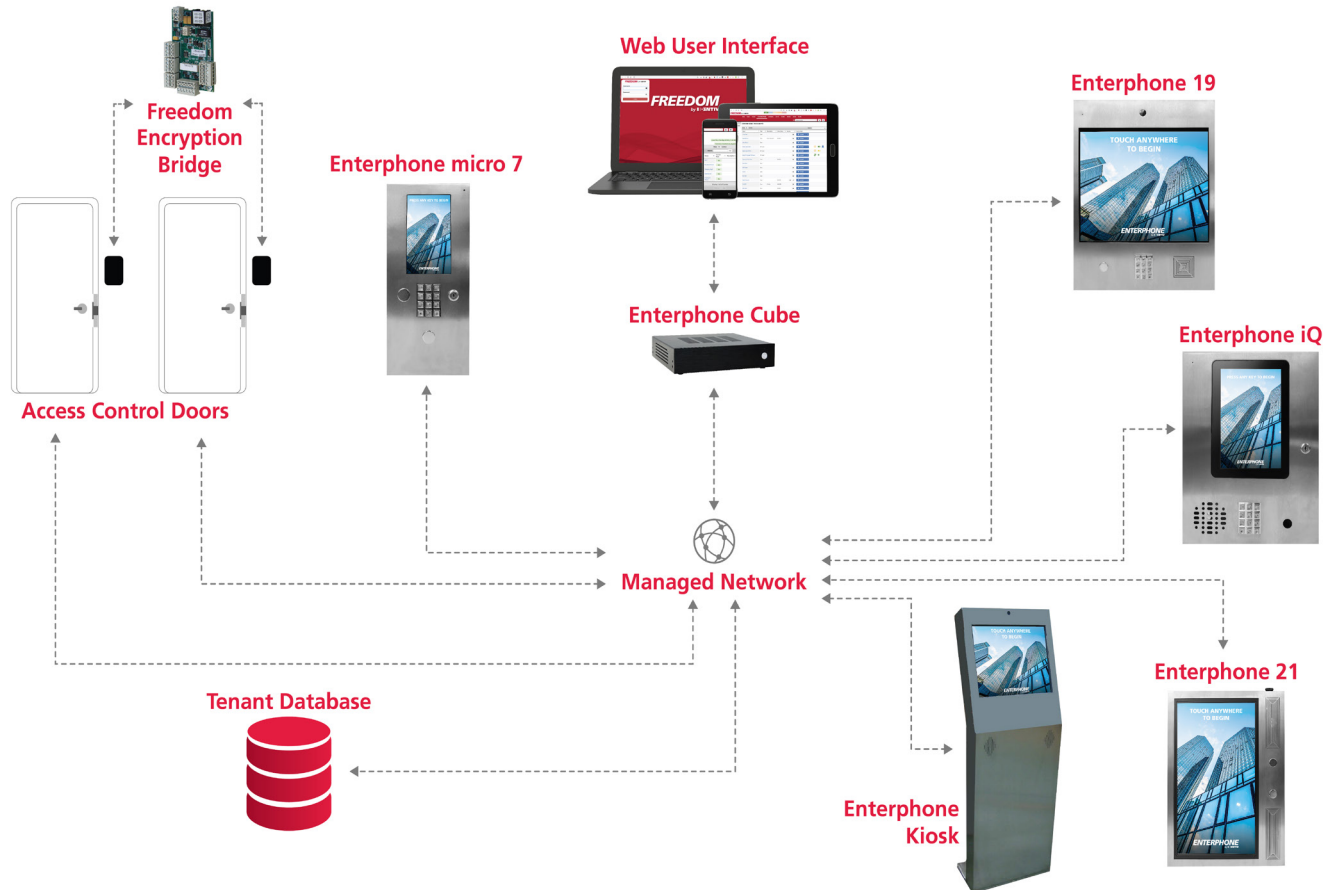 Web User Interface
FREEDOM
Freedom
Encryption
Bridge
Enterphone micro 7
Enterphone 19
TOUCH ANYWHERE
TO BEGIN
ENTERPHONE
Enterphone Cube
Enterphone iQ
ENTERPHONE
ENTERPHONE
Access Control Doors
Managed Network
TOUCH ANYWHERE
TO BEGIN
ENTERPHONE
Enterphone 21
TOUCH ANYWHERE
TO BEGIN
ENTERPHONE
Tenant Database
Enterphone
Kiosk